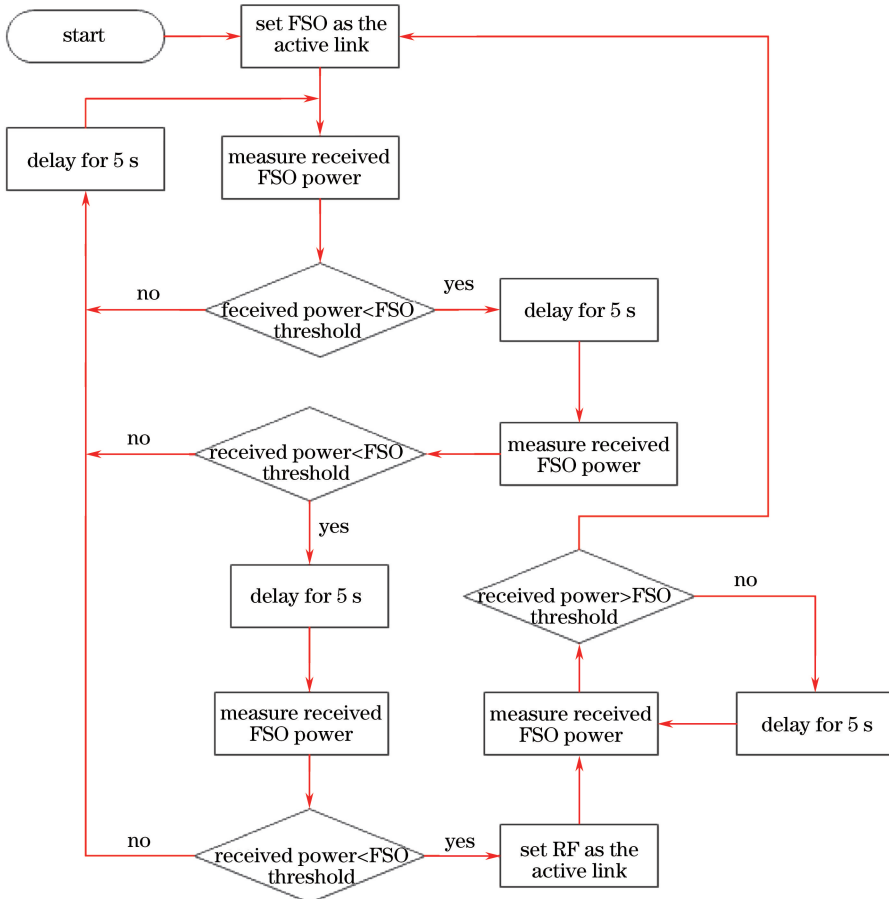 start
set FSO as the
active link
delay for 5 s
measure received
FSO power
no
feceived power<FSO
threshold
yes
delay for 5 s
no
received power<FSO
threshold
measure received
FSO power
yes
delay for 5 s
received power>FSO
threshold
no
measure received
FSO power
measure received
FSO power
delay for 5 s
no
received power<FSO
threshold
yes
set RF as the
active link